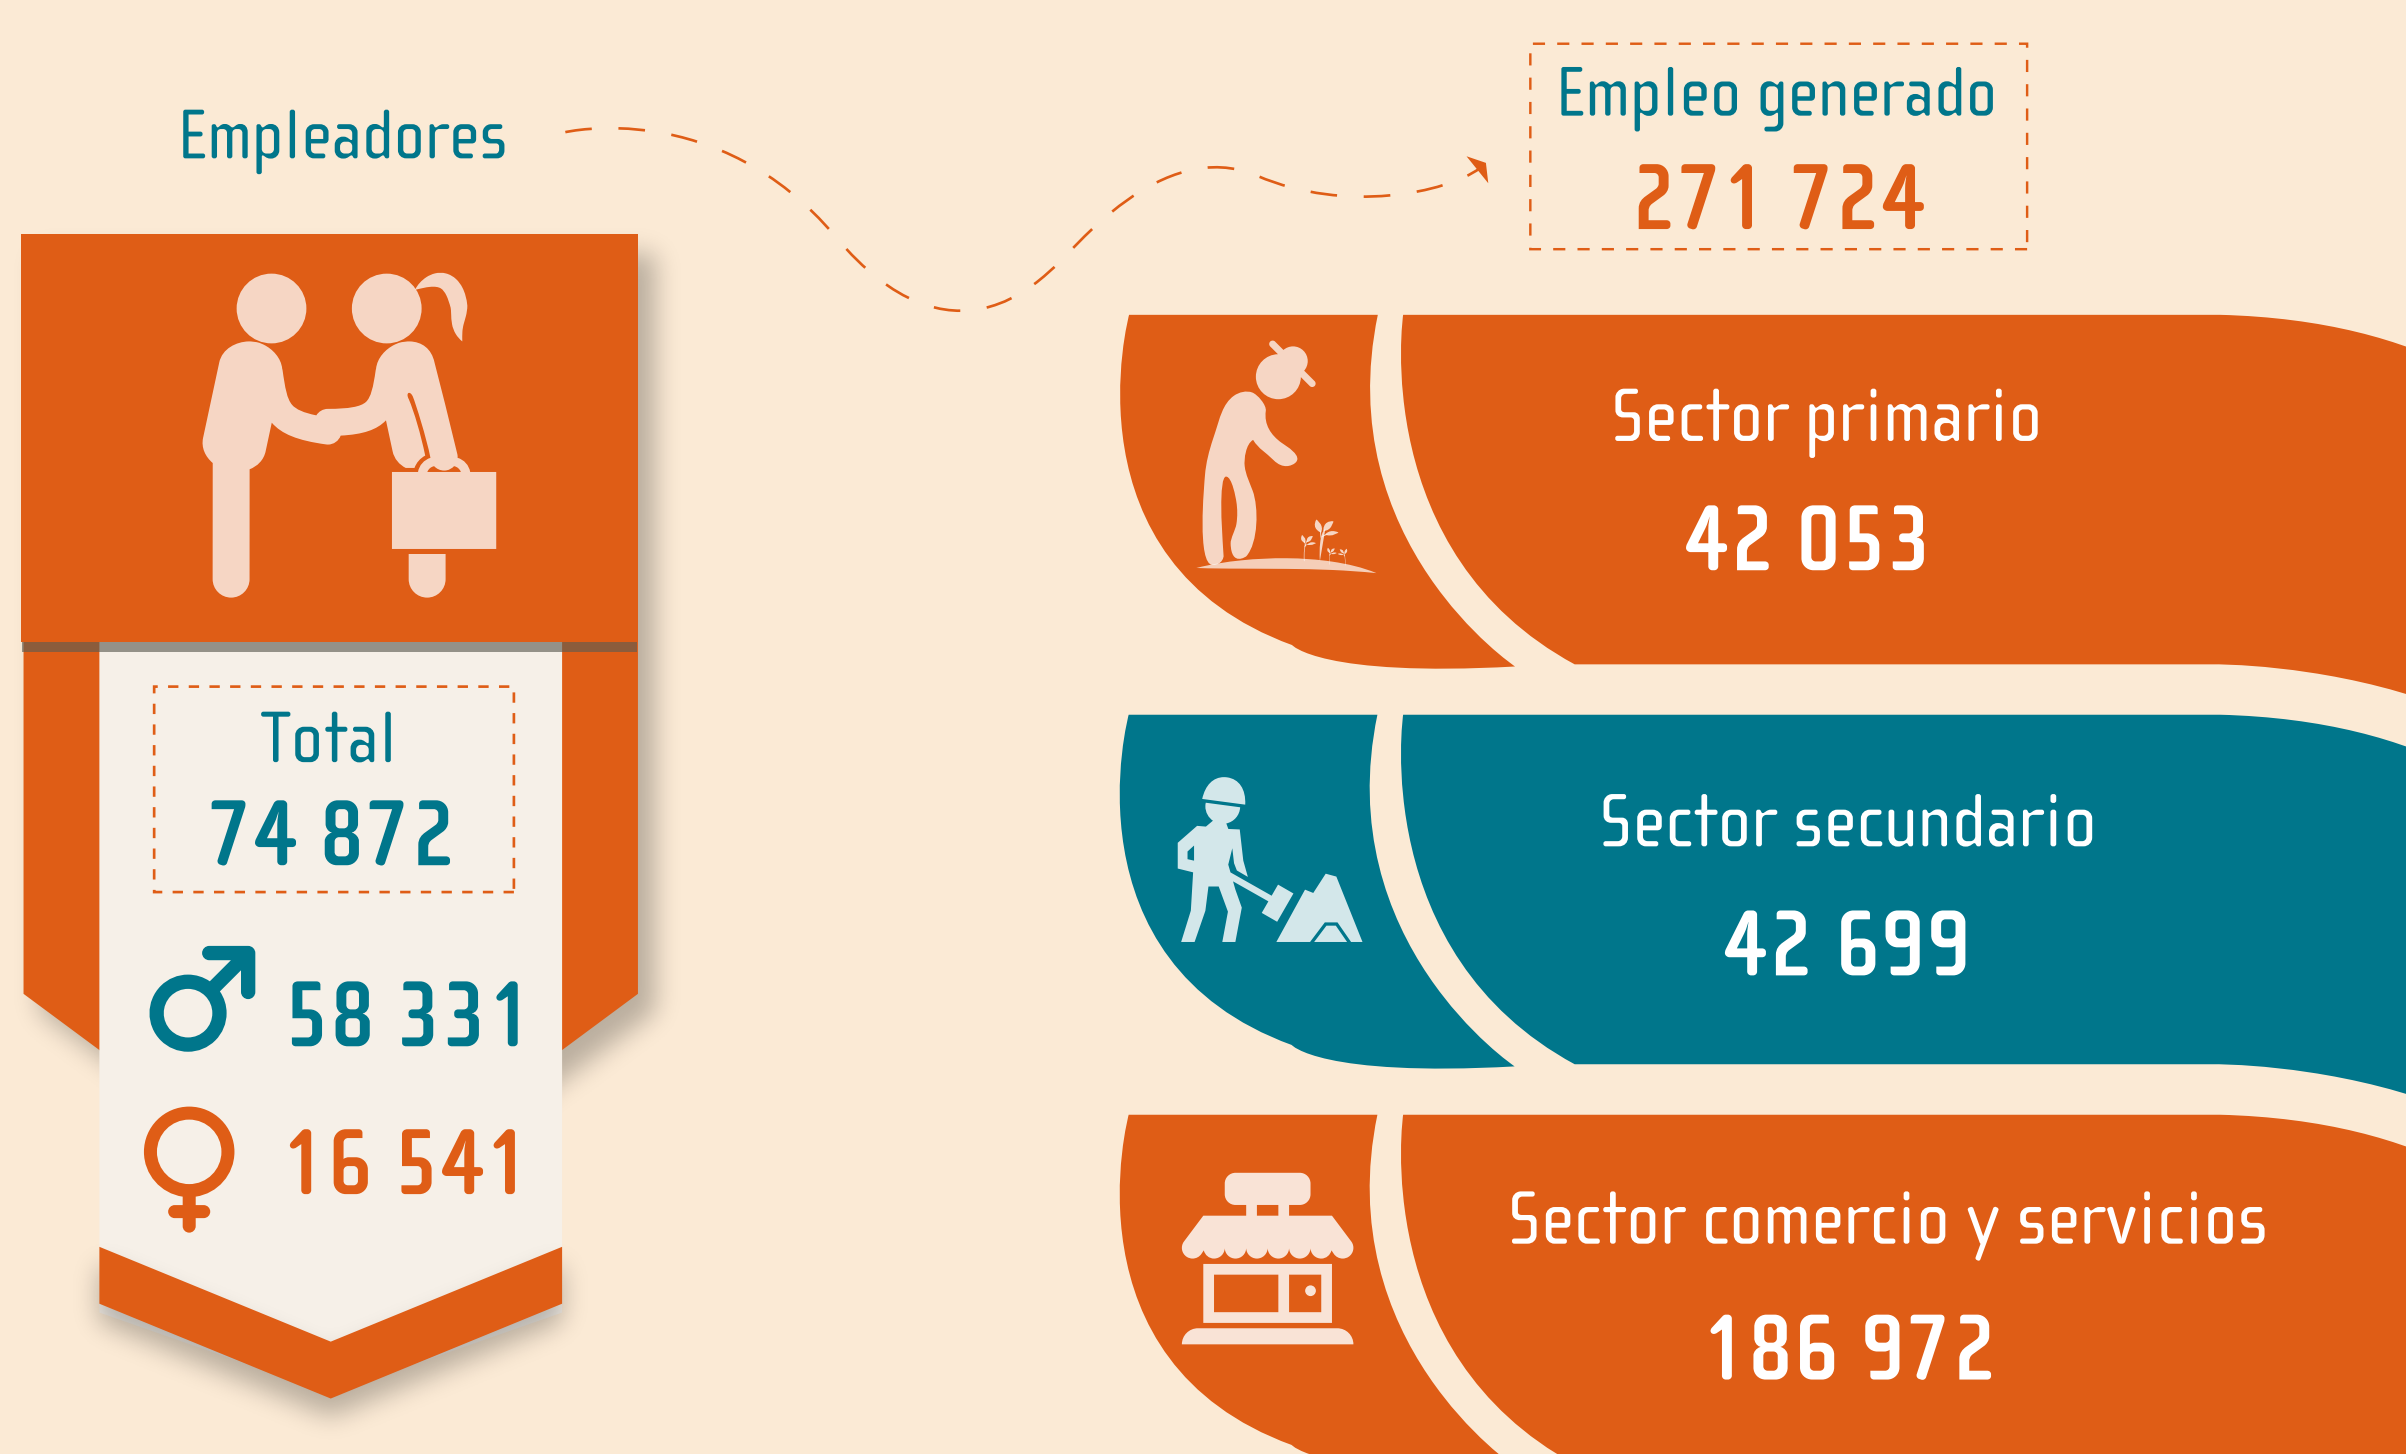 Empleadores
Total
74 872
58 331
16 541
Empleo generado
271 724
Sector primario
42 053
Sector secundario
42 699
Sector comercio y servicios
186 972